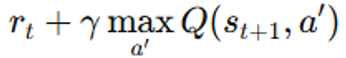 r_t + γ max_{a'} Q(s_{t+1}, a')